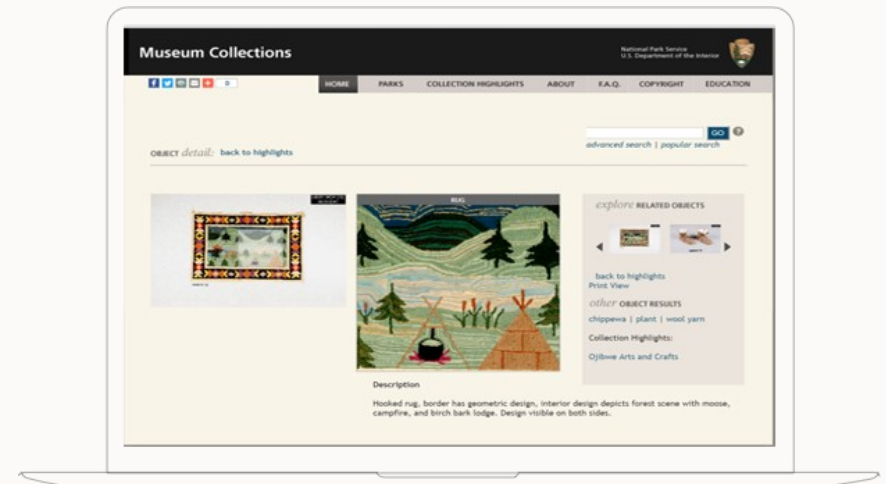 Museum Collections
National Park Service
U.S. Department of the Interior
0
HOME PARKS COLLECTION HIGHLIGHTS ABOUT F.A.Q. COPYRIGHT EDUCATION
GO ?
advanced search | popular search
OBJECT detail: back to highlights
RUG
explore RELATED OBJECTS
back to highlights
Print View
other OBJECT RESULTS
chippewa | plant | wool yarn
Collection Highlights:
Ojibwe Arts and Crafts
Description
Hooked rug, border has geometric design, interior design depicts forest scene with moose,
campfire, and birch bark lodge. Design visible on both sides.